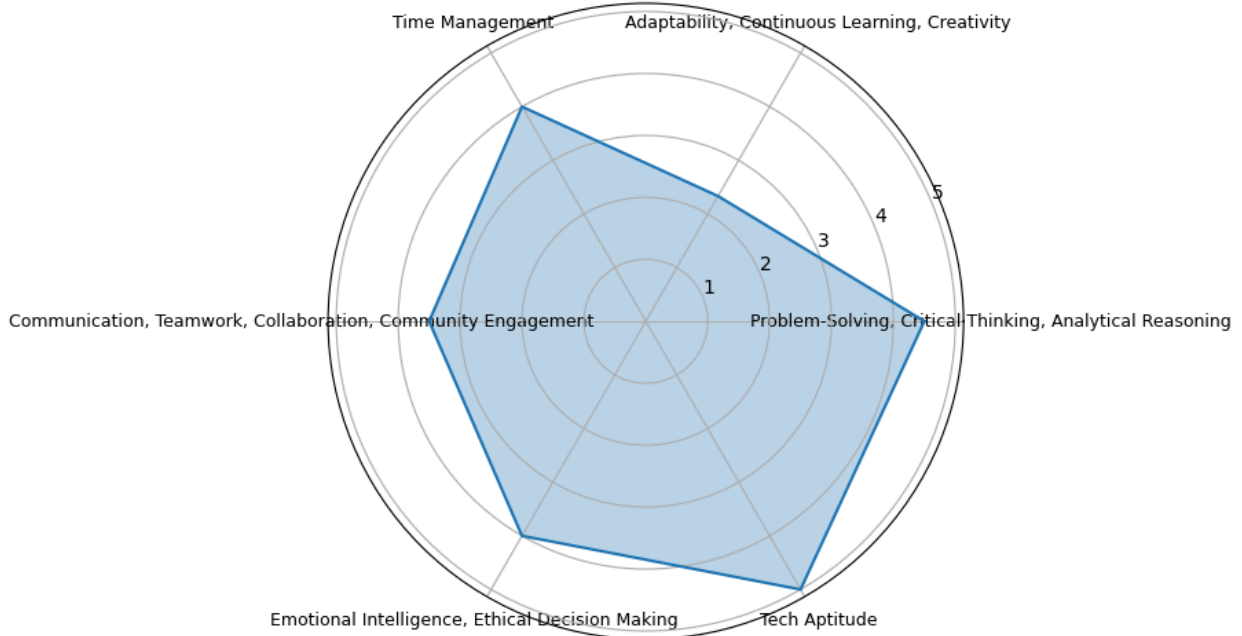 Time Management
Adaptability, Continuous Learning, Creativity
5
4
3
2
1
Communication, Teamwork, Collaboration, Community Engagement
Problem-Solving, Critical-Thinking, Analytical Reasoning
Emotional Intelligence, Ethical Decision Making
Tech Aptitude